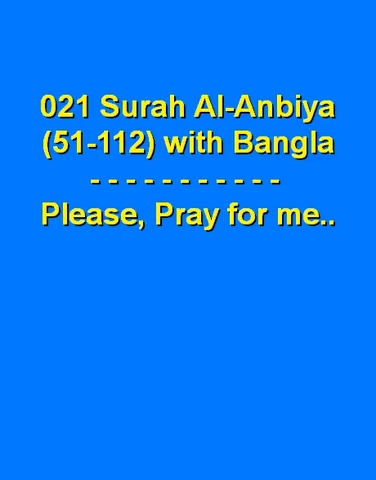 021 Surah Al-Anbiya
(51-112) with Bangla
- - - - - - - - - - -
Please, Pray for me..